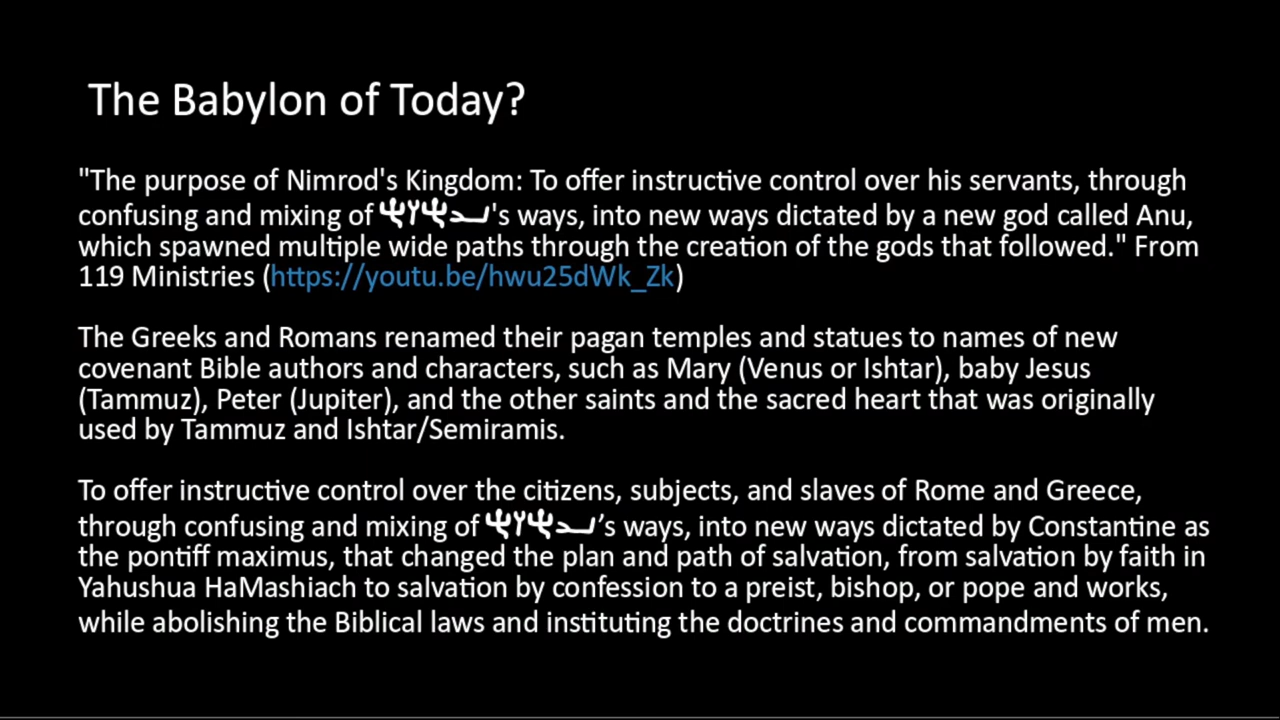 The Babylon of Today?
"The purpose of Nimrod's Kingdom: To offer instructive control over his servants, through
confusing and mixing of 𐤉𐤄𐤅𐤄's ways, into new ways dictated by a new god called Anu,
which spawned multiple wide paths through the creation of the gods that followed." From
119 Ministries (https://youtu.be/hwu25dWk_Zk)
The Greeks and Romans renamed their pagan temples and statues to names of new
covenant Bible authors and characters, such as Mary (Venus or Ishtar), baby Jesus
(Tammuz), Peter (Jupiter), and the other saints and the sacred heart that was originally
used by Tammuz and Ishtar/Semiramis.
To offer instructive control over the citizens, subjects, and slaves of Rome and Greece,
through confusing and mixing of 𐤉𐤄𐤅𐤄’s ways, into new ways dictated by Constantine as
the pontiff maximus, that changed the plan and path of salvation, from salvation by faith in
Yahushua HaMashiach to salvation by confession to a preist, bishop, or pope and works,
while abolishing the Biblical laws and instituting the doctrines and commandments of men.